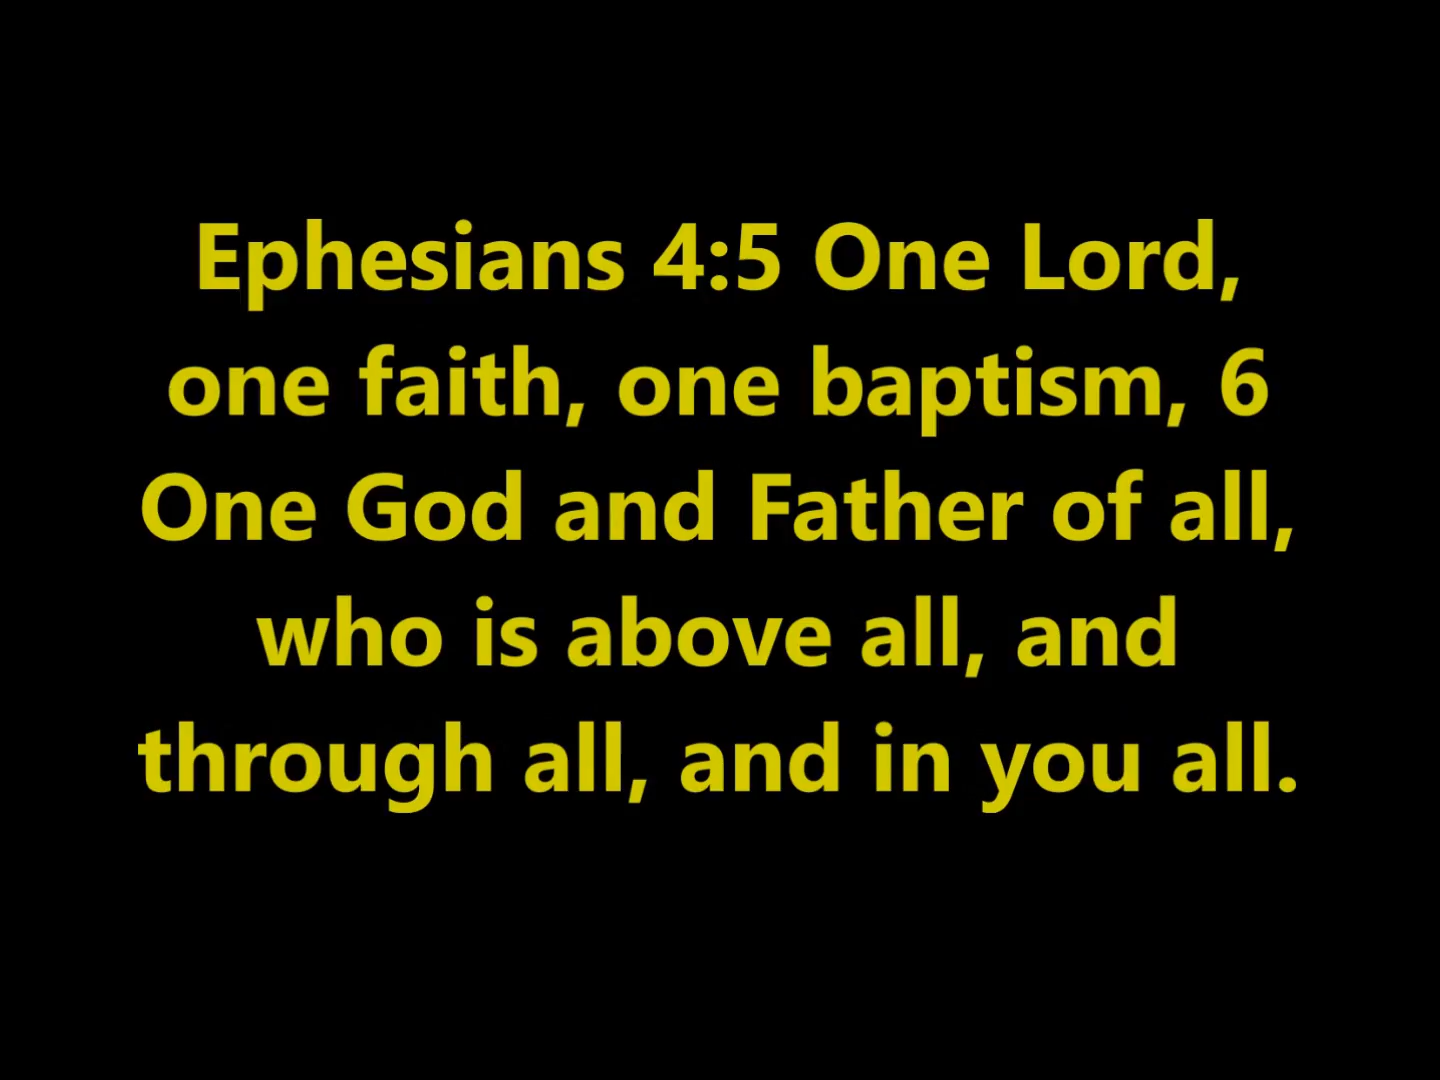 Ephesians 4:5 One Lord,
one faith, one baptism, 6
One God and Father of all,
who is above all, and
through all, and in you all.